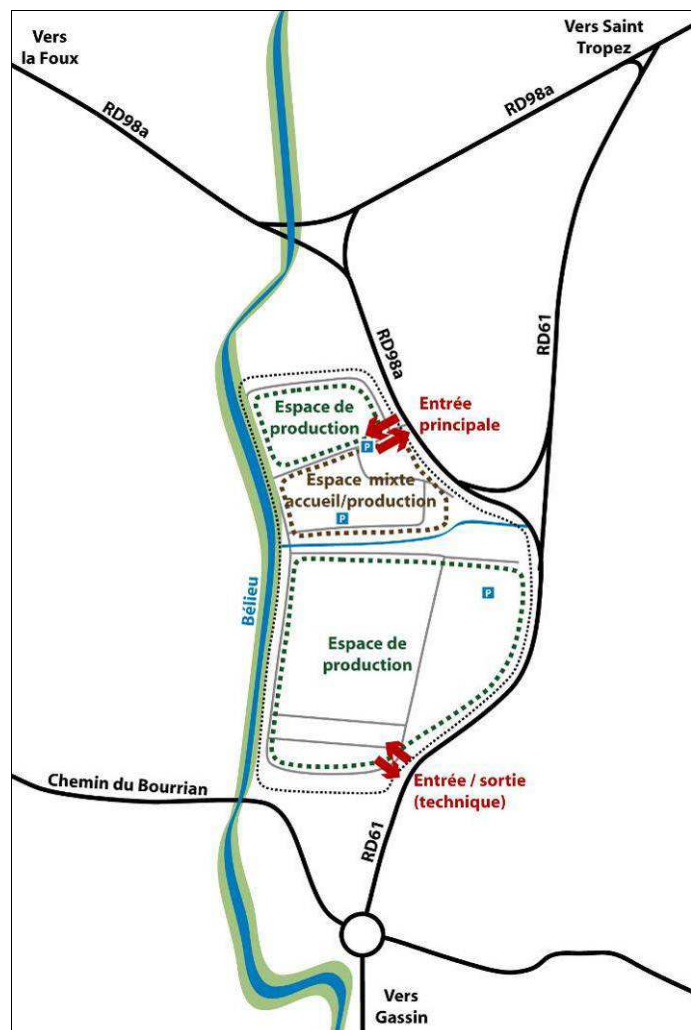 Vers
la Foux
Vers Saint
Tropez
RD98a
RD98a
RD61
RD98a
Entrée
principale
Espace de
production
P
Espace mixte
accueil/production
P
Bélieu
P
Espace de
production
Chemin du Bourrian
Entrée / sortie
(technique)
RD61
Vers
Gassin